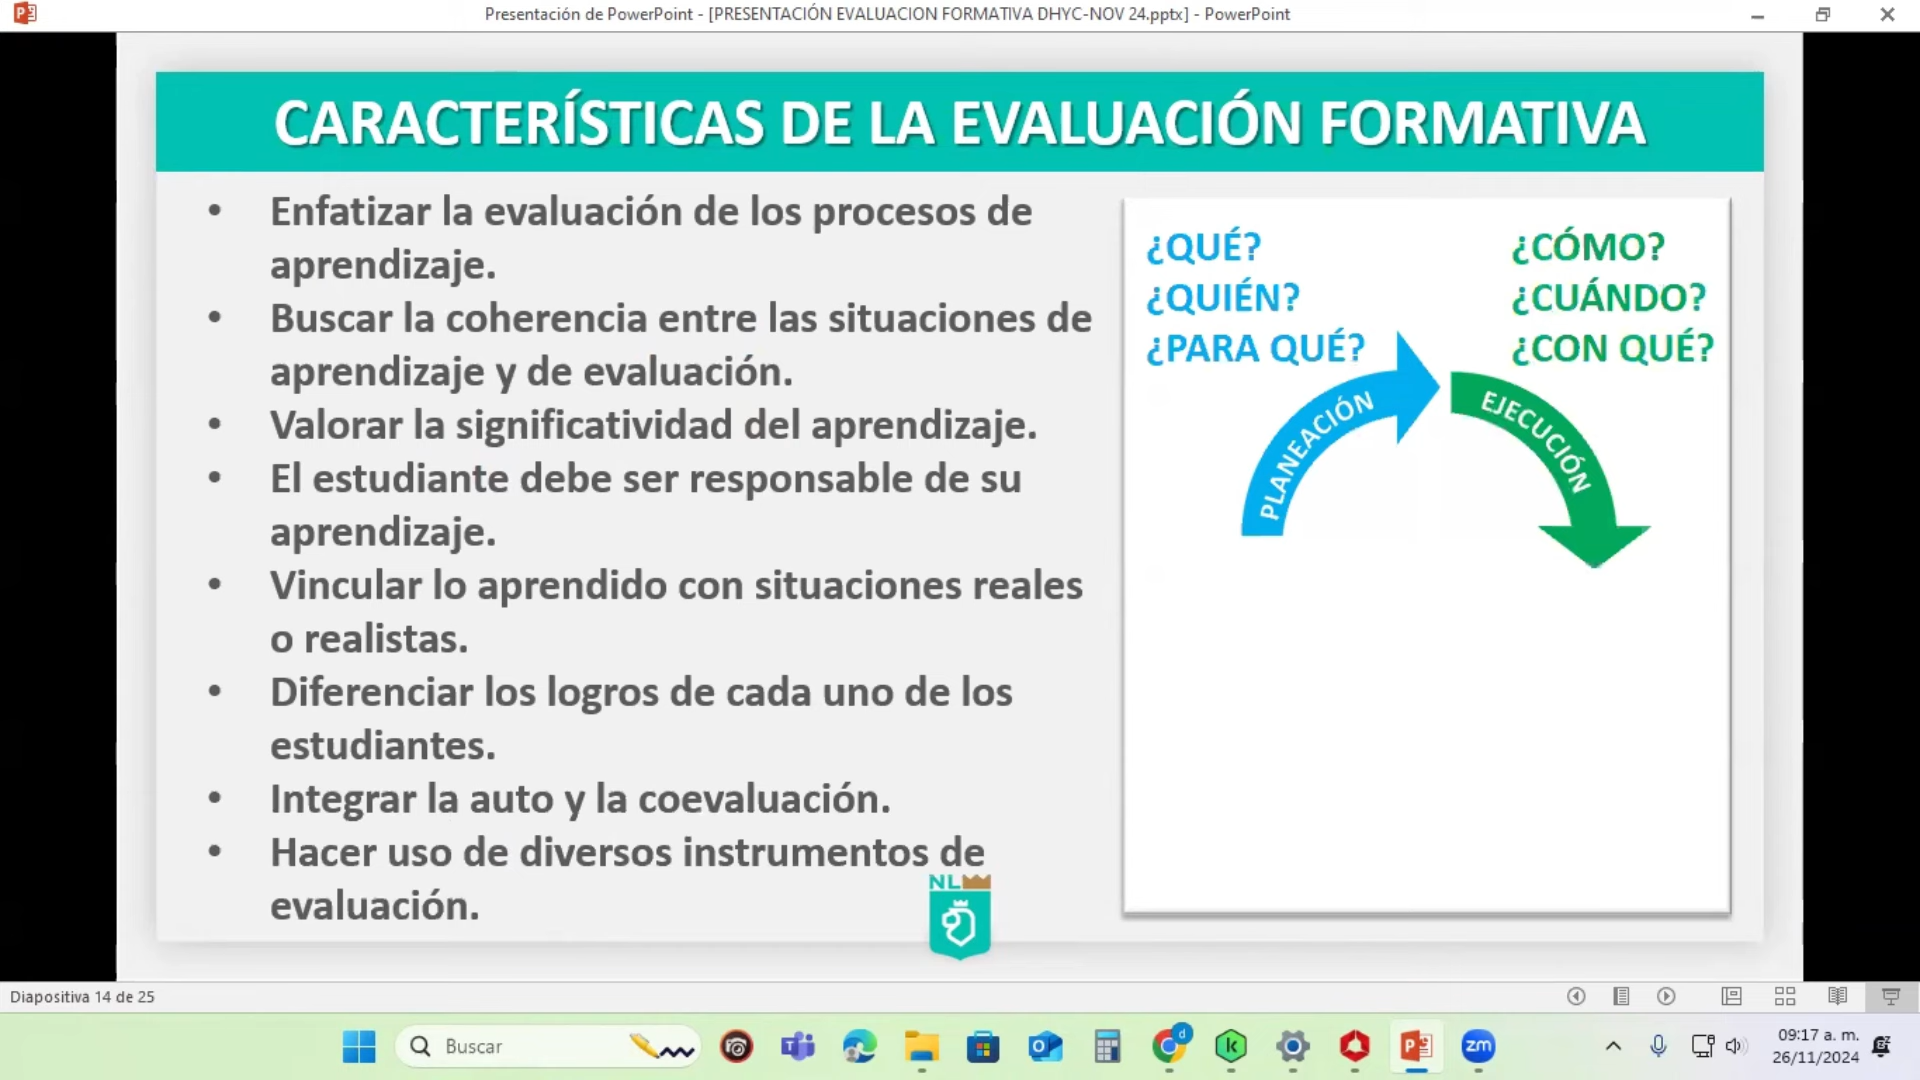 Presentación de PowerPoint - [PRESENTACIÓN EVALUACION FORMATIVA DHYC-NOV 24.pptx] - PowerPoint
CARACTERÍSTICAS DE LA EVALUACIÓN FORMATIVA
• Enfatizar la evaluación de los procesos de
aprendizaje.
• Buscar la coherencia entre las situaciones de
aprendizaje y de evaluación.
• Valorar la significatividad del aprendizaje.
• El estudiante debe ser responsable de su
aprendizaje.
• Vincular lo aprendido con situaciones reales
o realistas.
• Diferenciar los logros de cada uno de los
estudiantes.
• Integrar la auto y la coevaluación.
• Hacer uso de diversos instrumentos de
evaluación.
NL
¿QUÉ?
¿QUIÉN?
¿PARA QUÉ?
¿CÓMO?
¿CUÁNDO?
¿CON QUÉ?
PLANEACIÓN
EJECUCIÓN
Diapositiva 14 de 25
Buscar
zm
09:17 a. m.
26/11/2024